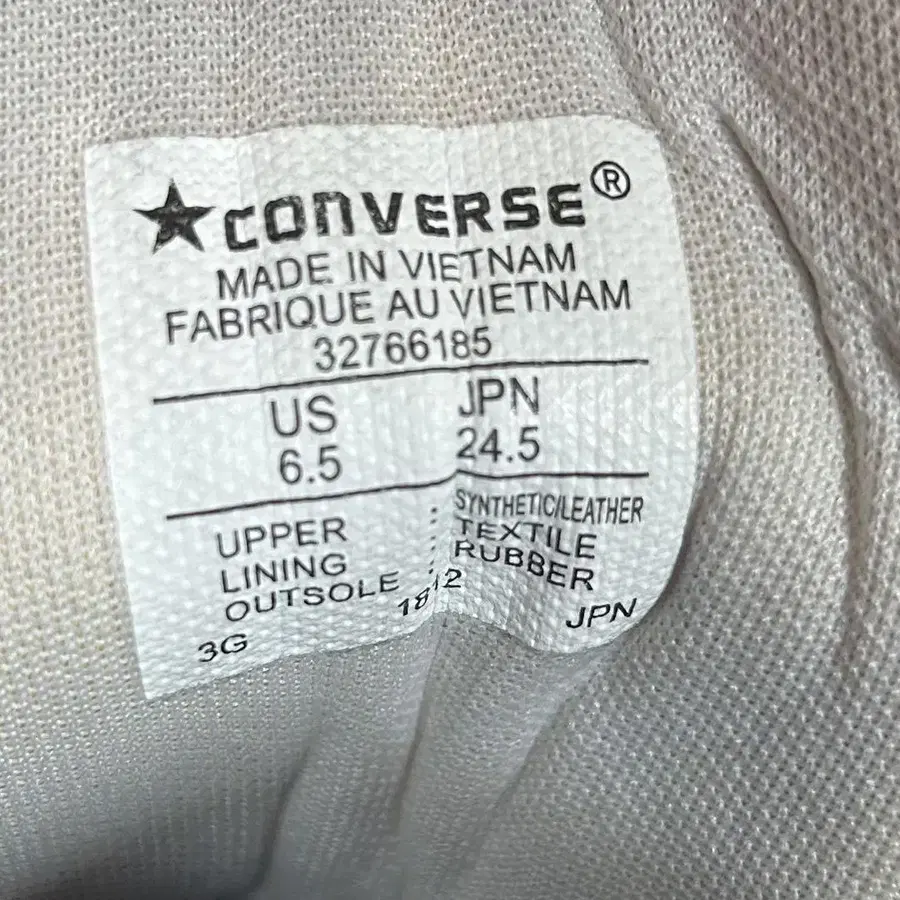 CONVERSE®
MADE IN VIETNAM
FABRIQUE AU VIETNAM
32766185
US JPN
6.5 24.5
UPPER : SYNTHETIC/LEATHER
LINING : TEXTILE
OUTSOLE : RUBBER
3G 1812 JPN